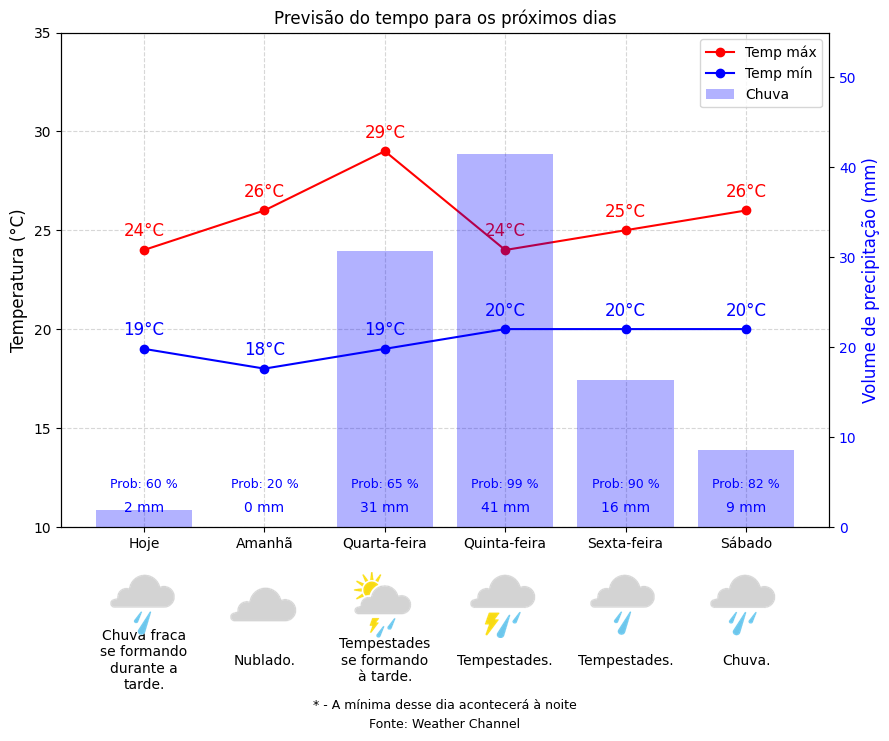 Previsão do tempo para os próximos dias
Temp máx
Temp mín
Chuva
Temperatura (°C)
35
30
25
20
15
10
Volume de precipitação (mm)
50
40
30
20
10
0
24°C
26°C
29°C
24°C
25°C
26°C
19°C
18°C
19°C
20°C
20°C
20°C
Prob: 60 %
Prob: 20 %
Prob: 65 %
Prob: 99 %
Prob: 90 %
Prob: 82 %
2 mm
0 mm
31 mm
41 mm
16 mm
9 mm
Hoje
Amanhã
Quarta-feira
Quinta-feira
Sexta-feira
Sábado
Chuva fraca
se formando
durante a
tarde.
Nublado.
Tempestades
se formando
à tarde.
Tempestades.
Tempestades.
Chuva.
* - A mínima desse dia acontecerá à noite
Fonte: Weather Channel